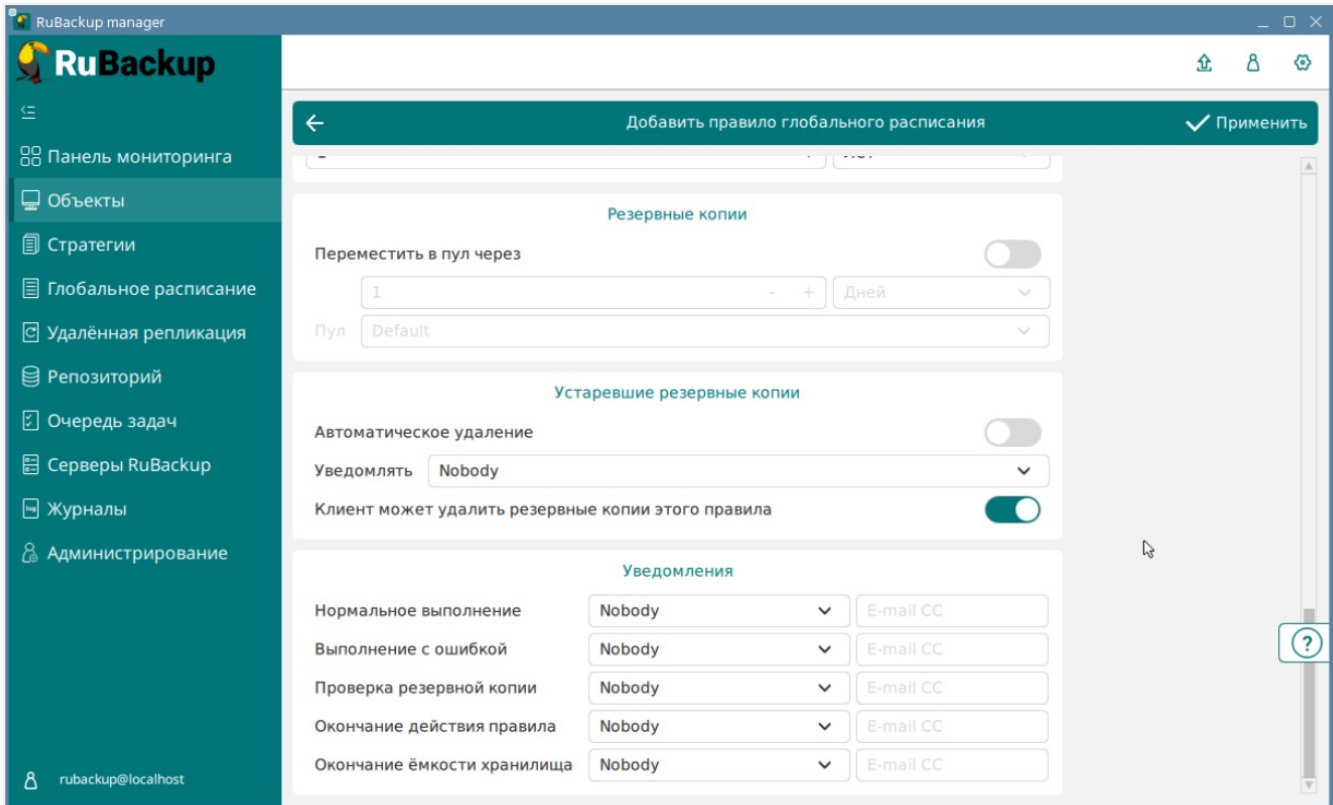 RuBackup manager
RuBackup
Панель мониторинга
Объекты
Стратегии
Глобальное расписание
Удалённая репликация
Репозиторий
Очередь задач
Серверы RuBackup
Журналы
Администрирование
rubackup@localhost
Добавить правило глобального расписания
Применить
Резервные копии
Переместить в пул через
1 - + Дней
Пул Default
Устаревшие резервные копии
Автоматическое удаление
Уведомлять Nobody
Клиент может удалить резервные копии этого правила
Уведомления
Нормальное выполнение Nobody E-mail CC
Выполнение с ошибкой Nobody E-mail CC
Проверка резервной копии Nobody E-mail CC
Окончание действия правила Nobody E-mail CC
Окончание ёмкости хранилища Nobody E-mail CC
?